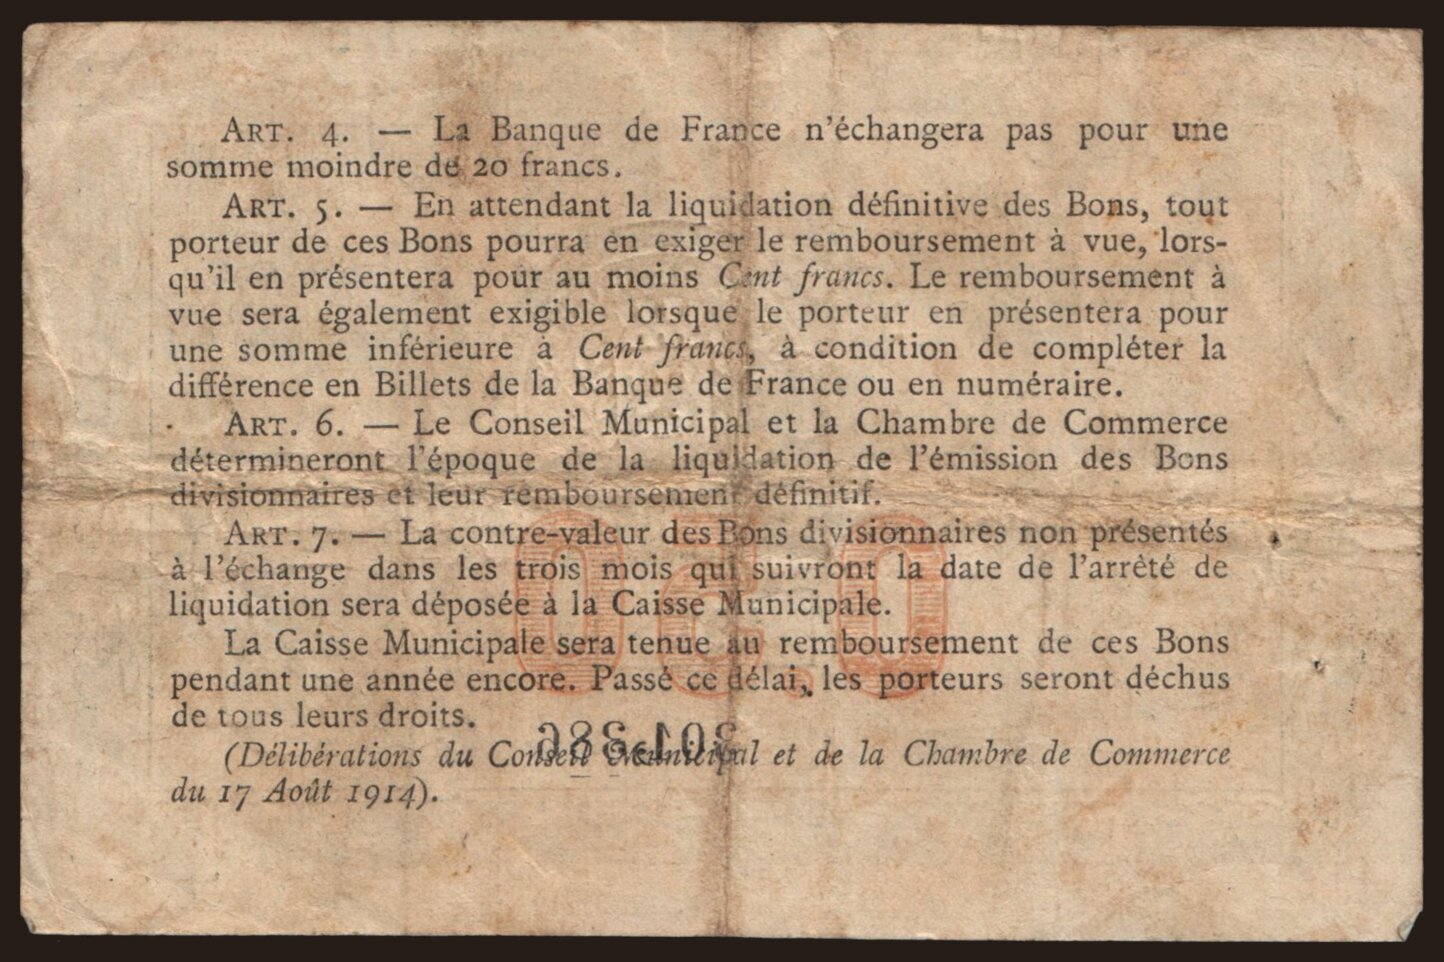 ART. 4. — La Banque de France n'échangera pas pour une
somme moindre de 20 francs.
ART. 5. — En attendant la liquidation définitive des Bons, tout
porteur de ces Bons pourra en exiger le remboursement à vue, lors-
qu'il en présentera pour au moins Cent francs. Le remboursement à
vue sera également exigible lorsque le porteur en présentera pour
une somme inférieure à Cent francs, à condition de compléter la
différence en Billets de la Banque de France ou en numéraire.
ART. 6. — Le Conseil Municipal et la Chambre de Commerce
détermineront l'époque de la liquidation de l'émission des Bons
divisionnaires et leur remboursement définitif.
ART. 7. — La contre-valeur des Bons divisionnaires non présentés
à l'échange dans les trois mois qui suivront la date de l'arrêté de
liquidation sera déposée à la Caisse Municipale.
La Caisse Municipale sera tenue au remboursement de ces Bons
pendant une année encore. Passé ce délai, les porteurs seront déchus
de tous leurs droits.
(Délibérations du Conseil Municipal et de la Chambre de Commerce
du 17 Août 1914).